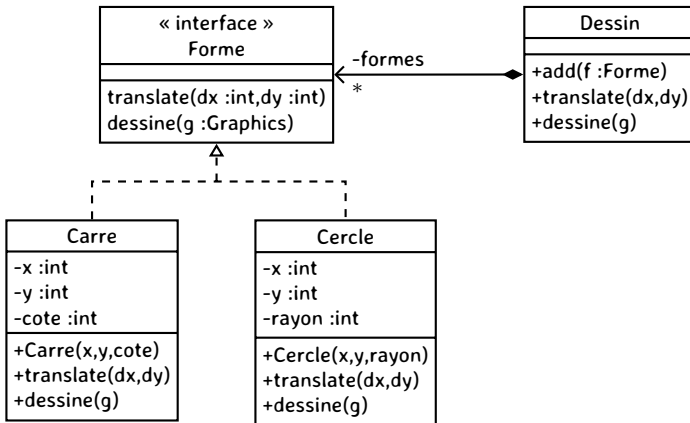 « interface »
Forme
translate(dx :int,dy :int)
dessine(g :Graphics)
-formes
*
Dessin
+add(f :Forme)
+translate(dx,dy)
+dessine(g)
Carre
-x :int
-y :int
-cote :int
+Carre(x,y,cote)
+translate(dx,dy)
+dessine(g)
Cercle
-x :int
-y :int
-rayon :int
+Cercle(x,y,rayon)
+translate(dx,dy)
+dessine(g)